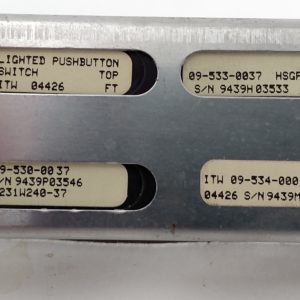 LIGHTED PUSHBUTTON
SWITCH TOP
ITW 04426 FT
09-533-0037 HSGF
S/N 9439H03533
9-530-0037
/N 9439P03546
231W240-37
ITW 09-534-000
04426 S/N 9439M